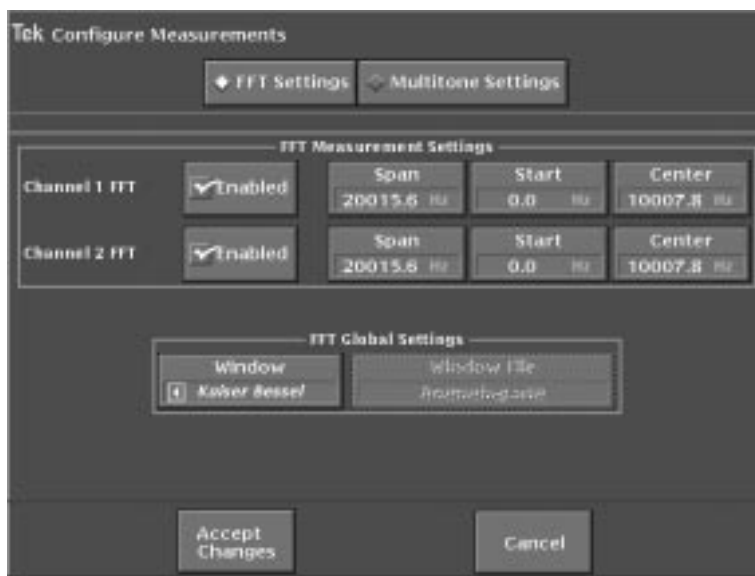 Tek Configure Measurements
FFT Settings Multitone Settings
FFT Measurement Settings
Channel 1 FFT Enabled Span 20015.6 Hz Start 0.0 Hz Center 10007.8 Hz
Channel 2 FFT Enabled Span 20015.6 Hz Start 0.0 Hz Center 10007.8 Hz
FFT Global Settings
Window Window File
Kaiser Bessel
Accept
Changes
Cancel